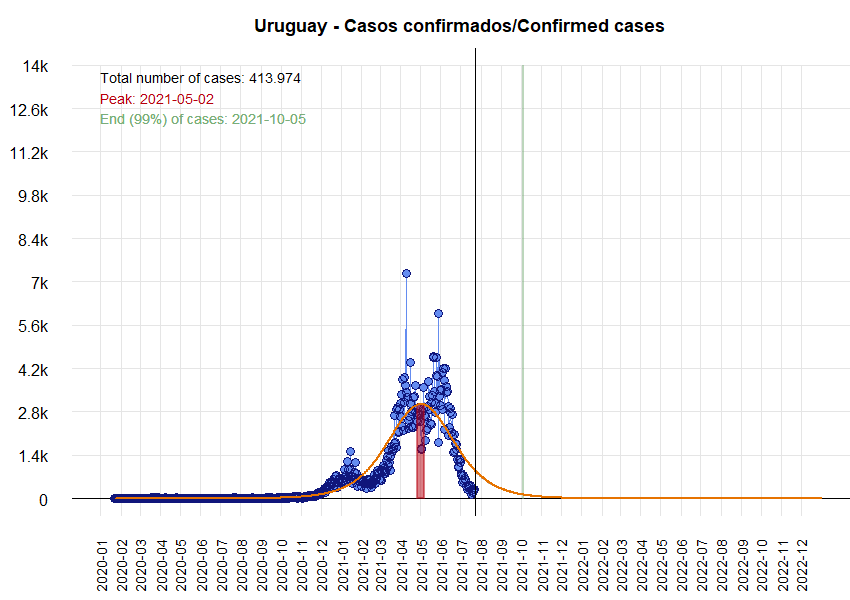 Uruguay - Casos confirmados/Confirmed cases
14k
12.6k
11.2k
9.8k
8.4k
7k
5.6k
4.2k
2.8k
1.4k
0
Total number of cases: 413.974
Peak: 2021-05-02
End (99%) of cases: 2021-10-05
2020-01
2020-02
2020-03
2020-04
2020-05
2020-06
2020-07
2020-08
2020-09
2020-10
2020-11
2020-12
2021-01
2021-02
2021-03
2021-04
2021-05
2021-06
2021-07
2021-08
2021-09
2021-10
2021-11
2021-12
2022-01
2022-02
2022-03
2022-04
2022-05
2022-06
2022-07
2022-08
2022-09
2022-10
2022-11
2022-12